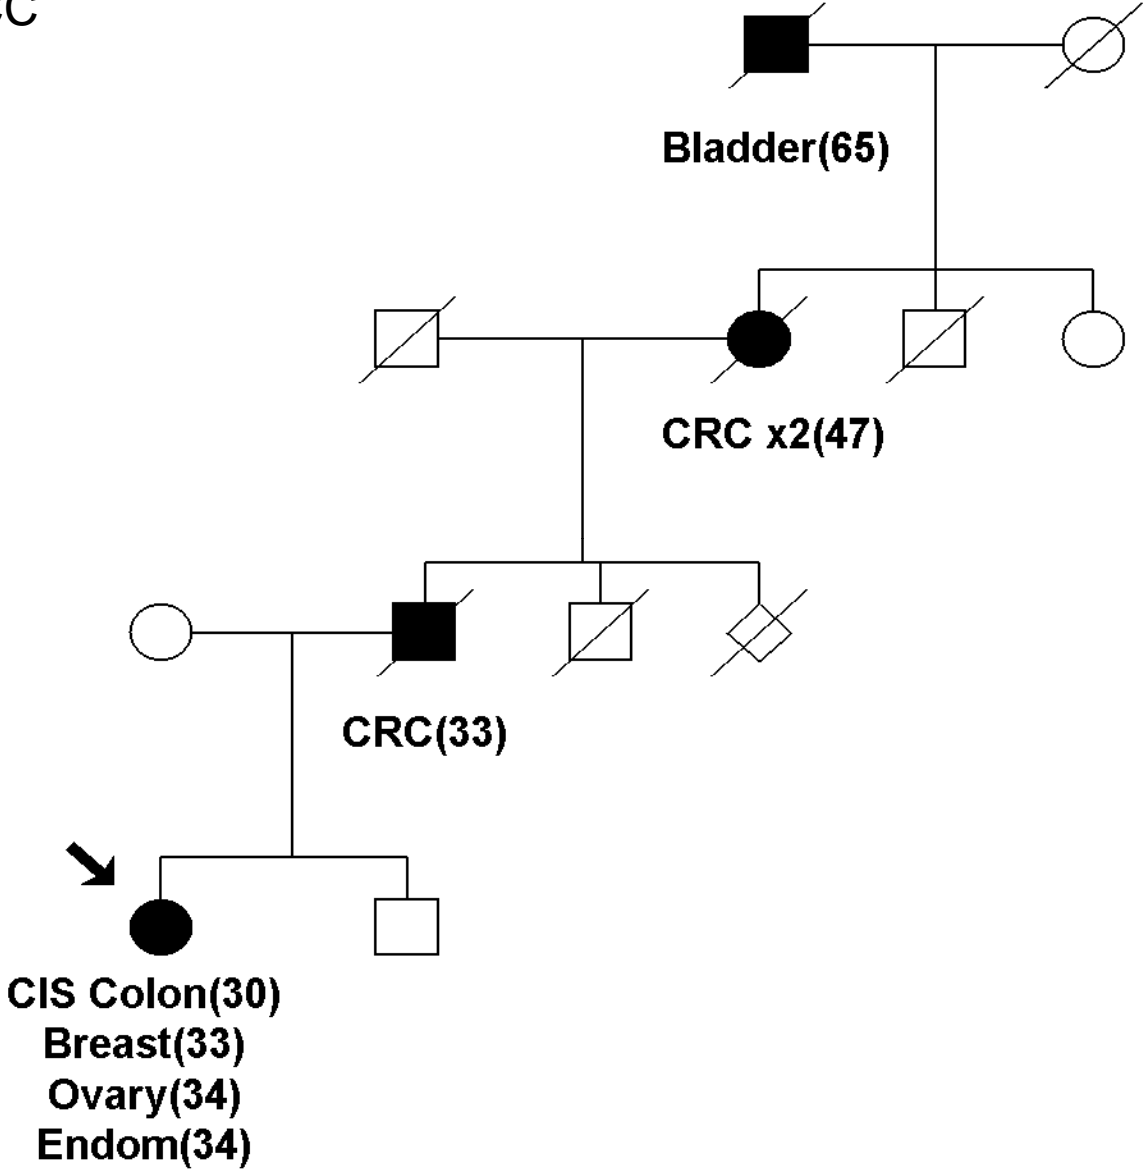 Bladder(65)
CRC x2(47)
CRC(33)
CIS Colon(30)
Breast(33)
Ovary(34)
Endom(34)